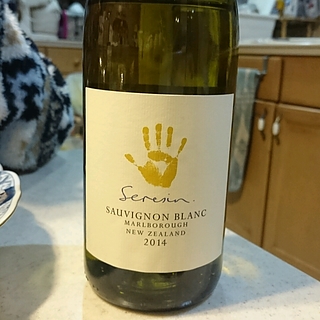 Seresin.
SAUVIGNON BLANC
MARLBOROUGH
NEW ZEALAND
2014